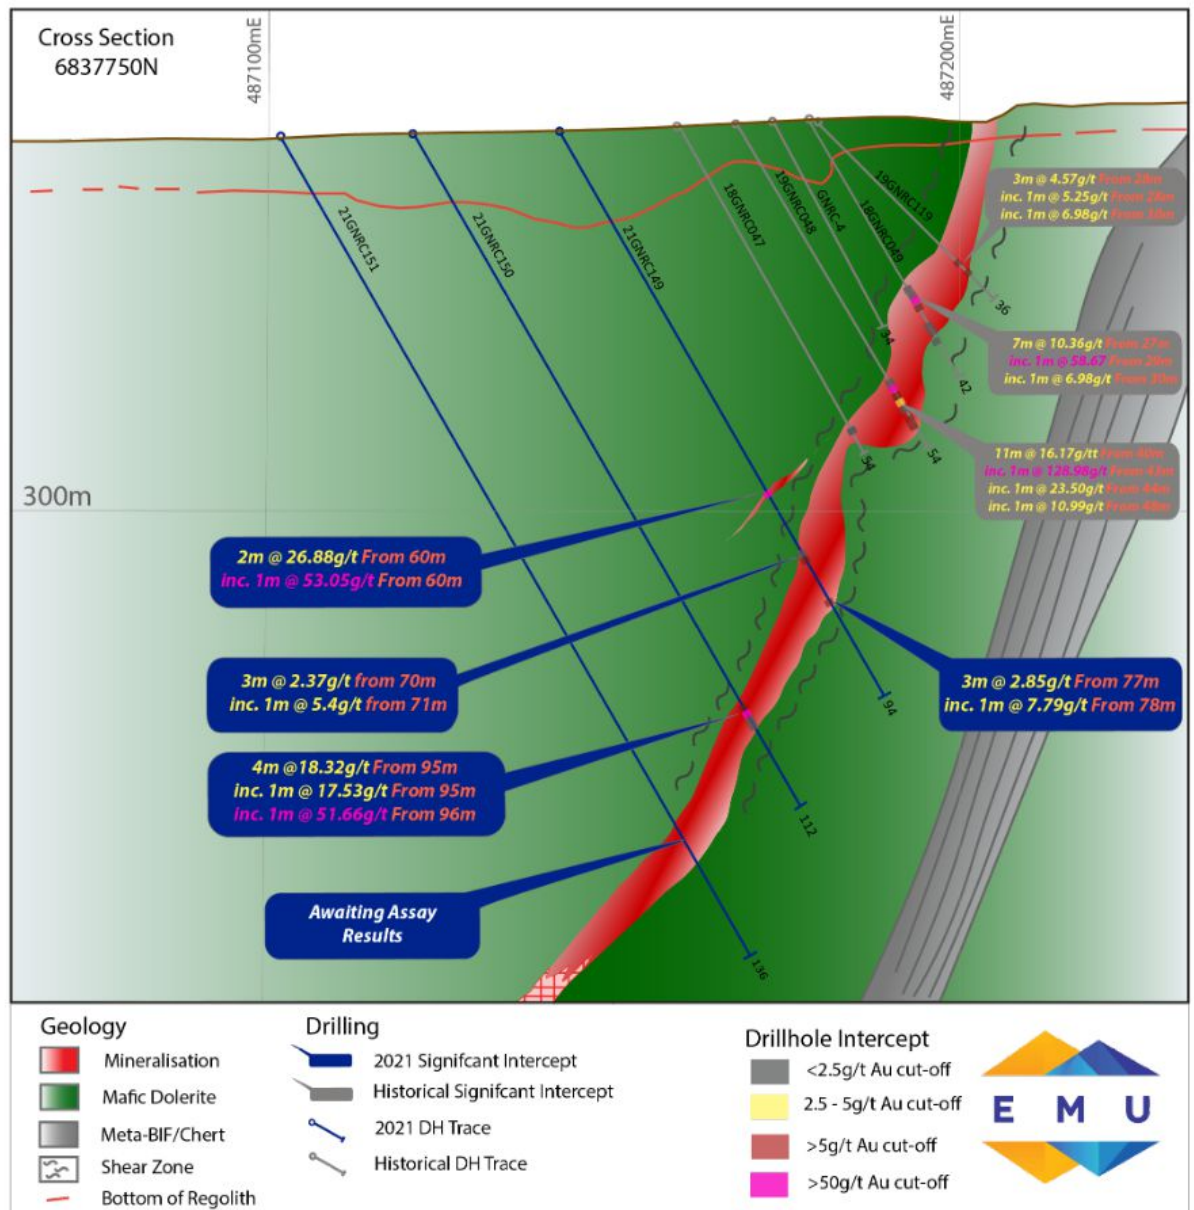 Cross Section
6837750N
487100mE
487200mE
21GNRC151
21GNRC150
21GNRC149
18GNRC047
19GNRC048
GNRC-4
18GNRC049
19GNRC119
3m @ 4.57g/t From 28m
inc. 1m @ 5.25g/t From 28m
inc. 1m @ 6.98g/t From 30m
36
7m @ 10.36g/t From 27m
inc. 1m @ 58.67 From 29m
inc. 1m @ 6.98g/t From 30m
34
42
11m @ 16.17g/tt From 40m
inc. 1m @ 128.98g/t From 43m
inc. 1m @ 23.50g/t From 44m
inc. 1m @ 10.99g/t From 48m
54
54
300m
2m @ 26.88g/t From 60m
inc. 1m @ 53.05g/t From 60m
3m @ 2.37g/t from 70m
inc. 1m @ 5.4g/t from 71m
3m @ 2.85g/t From 77m
inc. 1m @ 7.79g/t From 78m
94
4m @18.32g/t From 95m
inc. 1m @ 17.53g/t From 95m
inc. 1m @ 51.66g/t From 96m
112
Awaiting Assay
Results
136
Geology
Mineralisation
Mafic Dolerite
Meta-BIF/Chert
Shear Zone
Bottom of Regolith
Drilling
2021 Signifcant Intercept
Historical Signifcant Intercept
2021 DH Trace
Historical DH Trace
Drillhole Intercept
<2.5g/t Au cut-off
2.5 - 5g/t Au cut-off
>5g/t Au cut-off
>50g/t Au cut-off
EMU